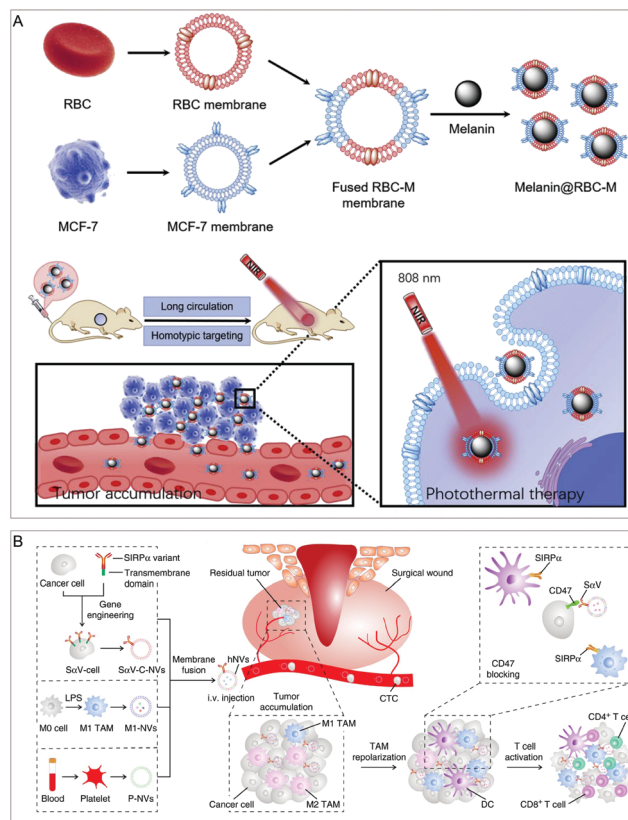 A
RBC
RBC membrane
MCF-7
MCF-7 membrane
Fused RBC-M
membrane
Melanin
Melanin@RBC-M
Long circulation
Homotypic targeting
NIR
Tumor accumulation
808 nm
NIR
Photothermal therapy
B
SIRPα variant
Transmembrane
domain
Cancer cell
Gene
engineering
SαV-cell
SαV-C-NVs
LPS
M0 cell
M1 TAM
M1-NVs
Blood
Platelet
P-NVs
Membrane
fusion
hNVs
i.v. injection
Residual tumor
Surgical wound
CTC
Tumor
accumulation
M1 TAM
Cancer cell
M2 TAM
TAM
repolarization
DC
T cell
activation
CD4+ T ce
CD8+ T cell
SIRPα
CD47
SαV
SIRPα
CD47
blocking